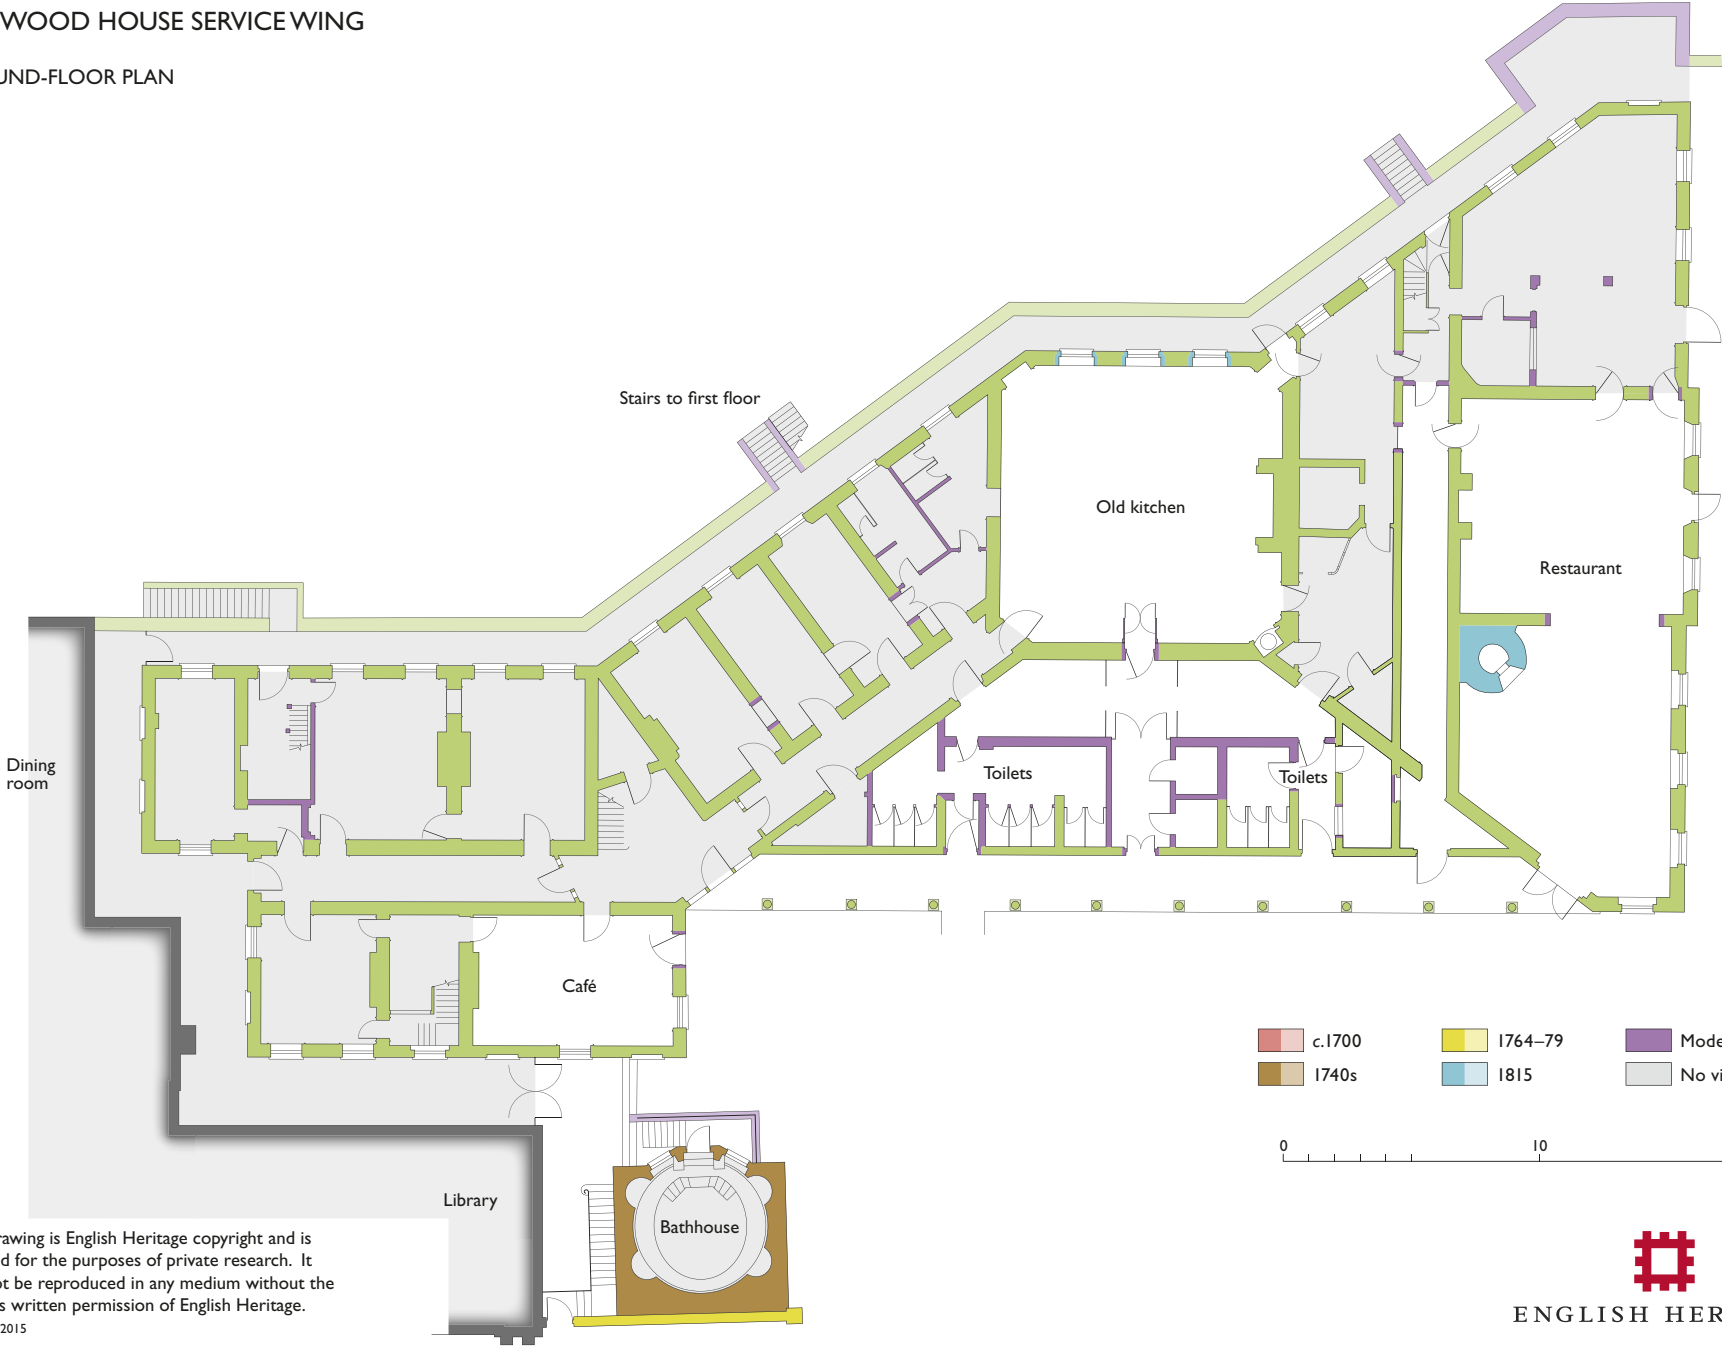 WOOD HOUSE SERVICE WING
UND-FLOOR PLAN
Stairs to first floor
Old kitchen
Restaurant
Dining
room
Toilets
Toilets
Café
c.1700
1764–79
Mode
1740s
1815
No vi
0
10
Library
Bathhouse
rawing is English Heritage copyright and is
d for the purposes of private research. It
ot be reproduced in any medium without the
s written permission of English Heritage.
2015
ENGLISH HER